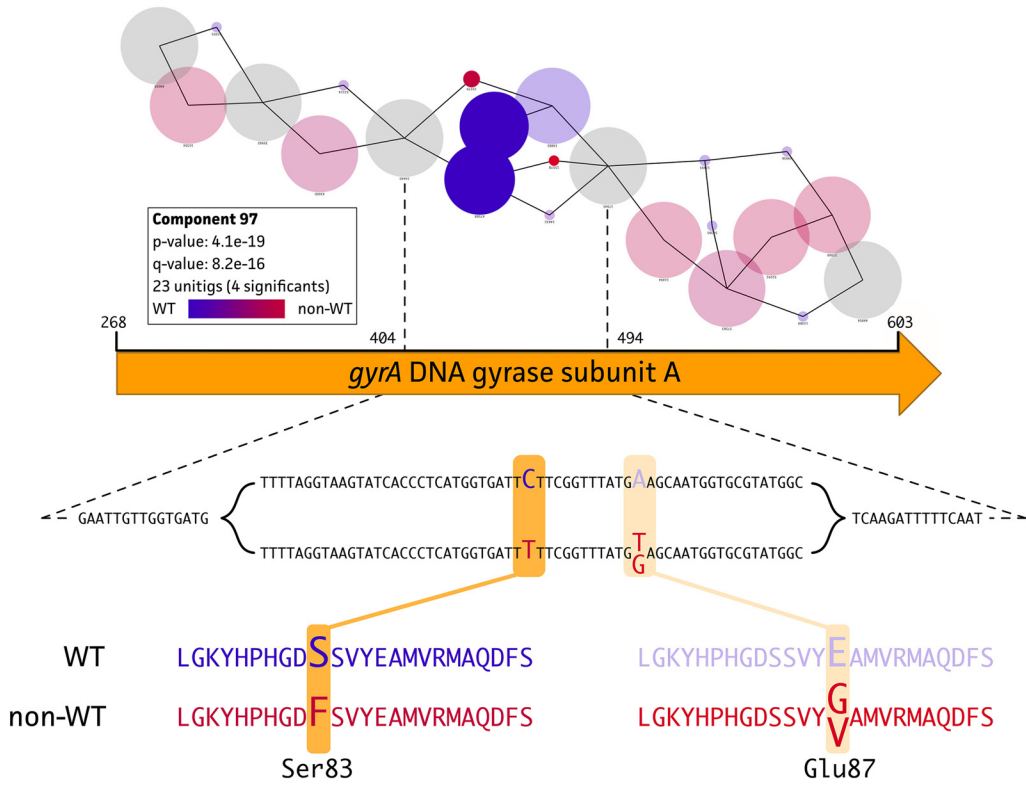 Component 97
p-value: 4.1e-19
q-value: 8.2e-16
23 unitigs (4 significants)
WT non-WT
268 404 494 603
gyrA DNA gyrase subunit A
TTTTAGGTAAGTATCACCCTCATGGTGATTCTTCGGTTTATGAAGCAATGGTGCGTATGGC
GAATTGTTGGTGATG TCAAGATTTTTCAAT
TTTTAGGTAAGTATCACCCTCATGGTGATTTTTCGGTTTATGTAGCAATGGTGCGTATGGC
G
WT LGKYHPHGDSSVYEAMVRMAQDFS LGKYHPHGDSSVYEAMVRMAQDFS
non-WT LGKYHPHGDFSVYEAMVRMAQDFS LGKYHPHGDSSVYGAMVRMAQDFS
V
Ser83 Glu87